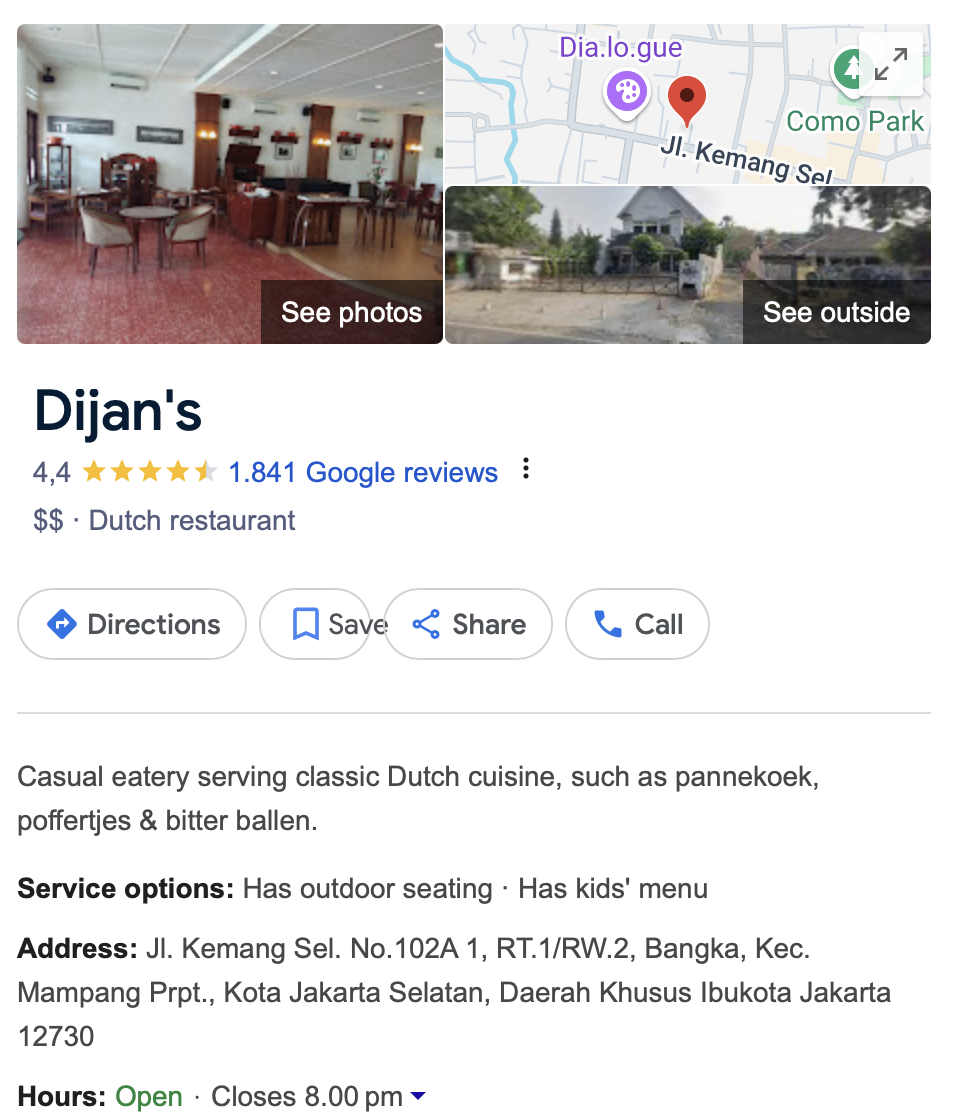 Dia.lo.gue
Como Park
Jl. Kemang Sel
See photos
See outside
Dijan's
4,4 1.841 Google reviews
$$ · Dutch restaurant
Directions
Save
Share
Call
Casual eatery serving classic Dutch cuisine, such as pannekoek,
poffertjes & bitter ballen.
Service options: Has outdoor seating · Has kids' menu
Address: Jl. Kemang Sel. No.102A 1, RT.1/RW.2, Bangka, Kec.
Mampang Prpt., Kota Jakarta Selatan, Daerah Khusus Ibukota Jakarta
12730
Hours: Open · Closes 8.00 pm